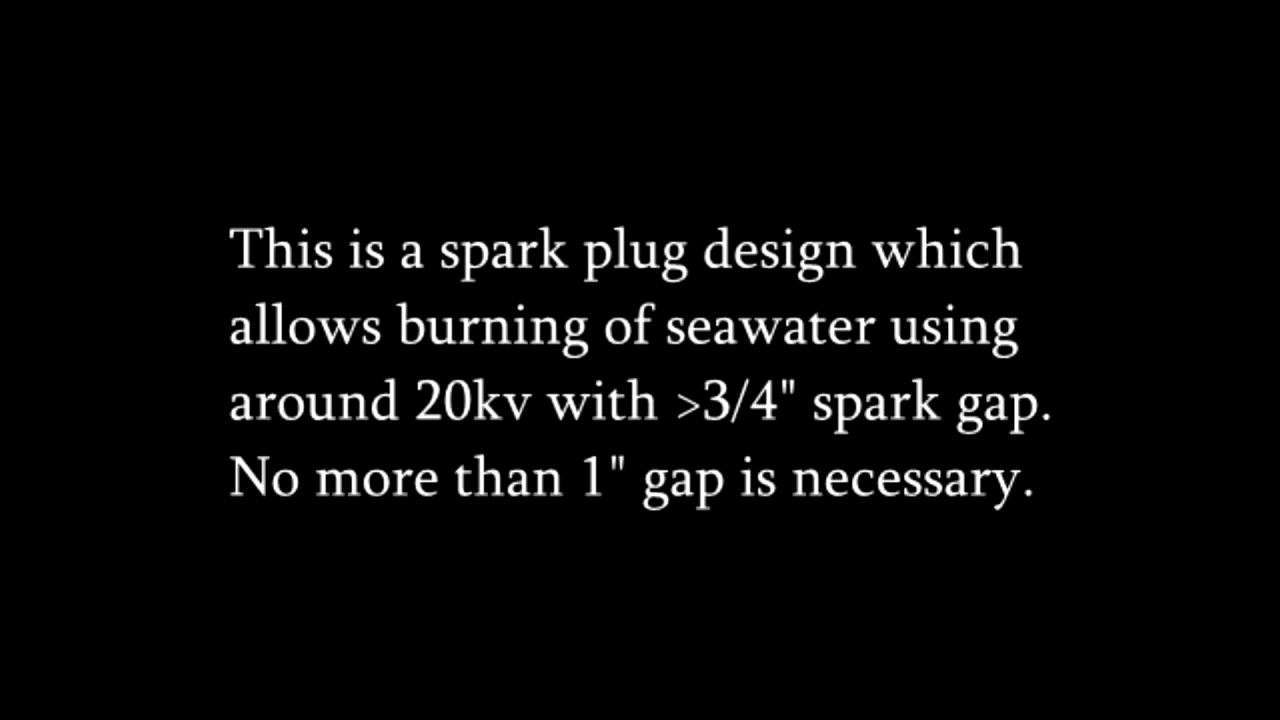 This is a spark plug design which
allows burning of seawater using
around 20kv with >3/4" spark gap.
No more than 1" gap is necessary.